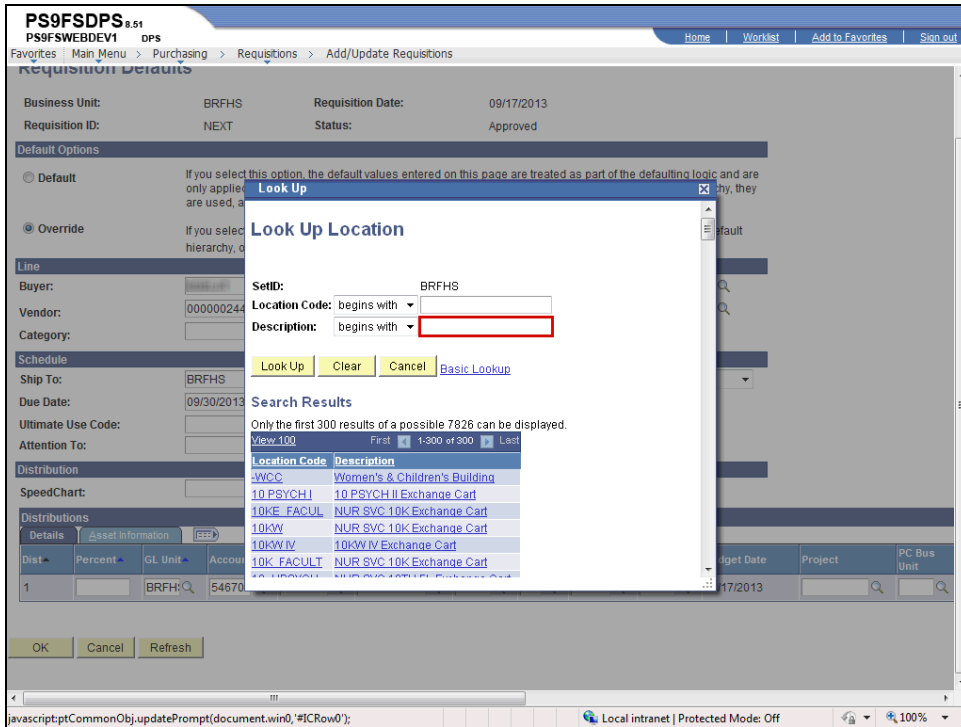 PS9FSDPS 8.51
PS9FSWEBDEV1 DPS
Home Worklist Add to Favorites Sign out
Favorites Main Menu > Purchasing > Requisitions > Add/Update Requisitions
Requisition Defaults
Business Unit: BRFHS Requisition Date: 09/17/2013
Requisition ID: NEXT Status: Approved
Default Options
Default If you select this option, the default values entered on this page are treated as part of the defaulting logic and are
only applied
are used, a
hy, they
Override If you selec
hierarchy, o
efault
Line
Buyer:
Vendor: 000000244
Category:
Schedule
Ship To: BRFHS
Due Date: 09/30/2013
Ultimate Use Code:
Attention To:
Distribution
SpeedChart:
Distributions
Details Asset Information
Dist Percent GL Unit Accou dget Date Project PC Bus
Unit
1 BRFH 54670 17/2013
OK Cancel Refresh
Look Up
Look Up Location
SetID: BRFHS
Location Code: begins with
Description: begins with
Look Up Clear Cancel Basic Lookup
Search Results
Only the first 300 results of a possible 7826 can be displayed.
View 100 First 1-300 of 300 Last
Location Code Description
-WCC Women's & Children's Building
10 PSYCH I 10 PSYCH II Exchange Cart
10KE_FACUL NUR SVC 10K Exchange Cart
10KW NUR SVC 10K Exchange Cart
10KW IV 10KW IV Exchange Cart
10K_FACULT NUR SVC 10K Exchange Cart
javascript:ptCommonObj.updatePrompt(document.win0,'#ICRow0');
Local intranet | Protected Mode: Off 100%